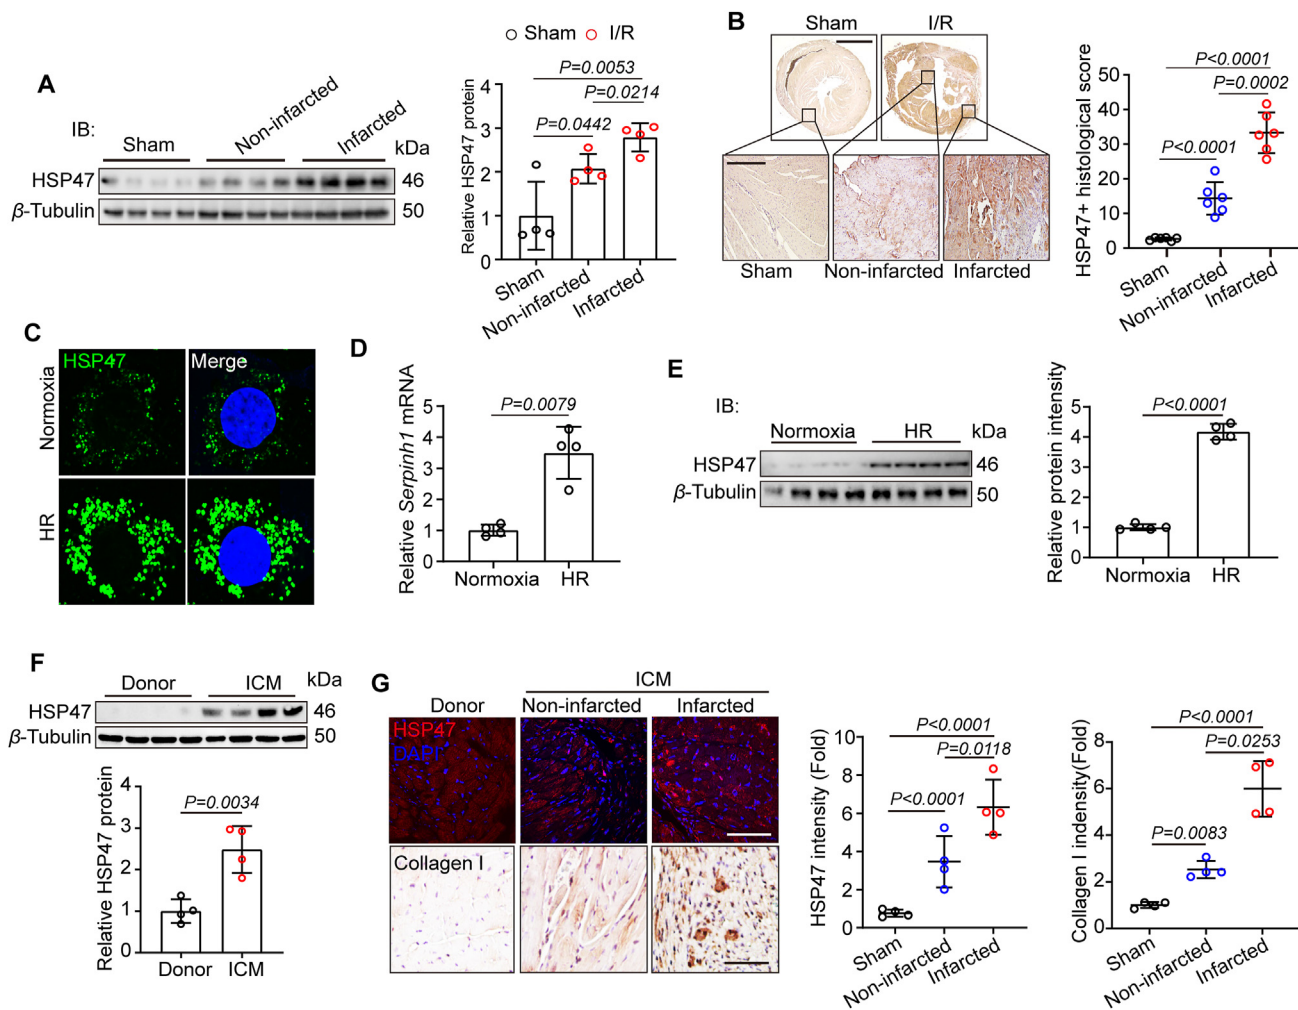 A
IB:
Sham
Non-infarcted
Infarcted
kDa
HSP47
46
β-Tubulin
50
Sham
I/R
Relative HSP47 protein
4
3
2
1
0
P=0.0053
P=0.0214
P=0.0442
Sham
Non-infarcted
Infarcted
B
Sham
I/R
Sham
Non-infarcted
Infarcted
HSP47+ histological score
50
40
30
20
10
0
P<0.0001
P=0.0002
P<0.0001
Sham
Non-infarcted
Infarcted
C
HSP47
Merge
Normoxia
HR
D
Relative Serpinh1 mRNA
5
4
3
2
1
0
P=0.0079
Normoxia
HR
E
IB:
Normoxia
HR
kDa
HSP47
46
β-Tubulin
50
Relative protein intensity
5
4
3
2
1
0
P<0.0001
Normoxia
HR
F
Donor
ICM
kDa
HSP47
46
β-Tubulin
50
Relative HSP47 protein
4
3
2
1
0
P=0.0034
Donor
ICM
G
ICM
Donor
Non-infarcted
Infarcted
HSP47
DAPI
Collagen I
HSP47 intensity (Fold)
10
8
6
4
2
0
P<0.0001
P=0.0118
P<0.0001
Sham
Non-infarcted
Infarcted
Collagen I indensity(Fold)
8
6
4
2
0
P<0.0001
P=0.0253
P=0.0083
Sham
Non-infarcted
Infarcted